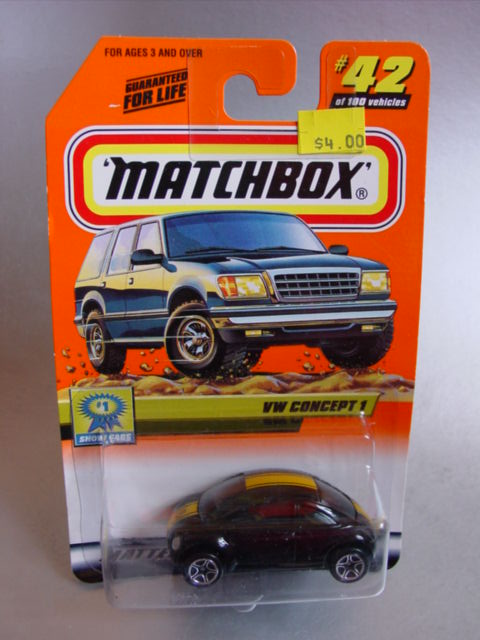 FOR AGES 3 AND OVER
GUARANTEED
FOR LIFE
#42
of 100 vehicles
$4.00
'MATCHBOX'®
VW CONCEPT 1
#1
SHOW CARS
MATTEL